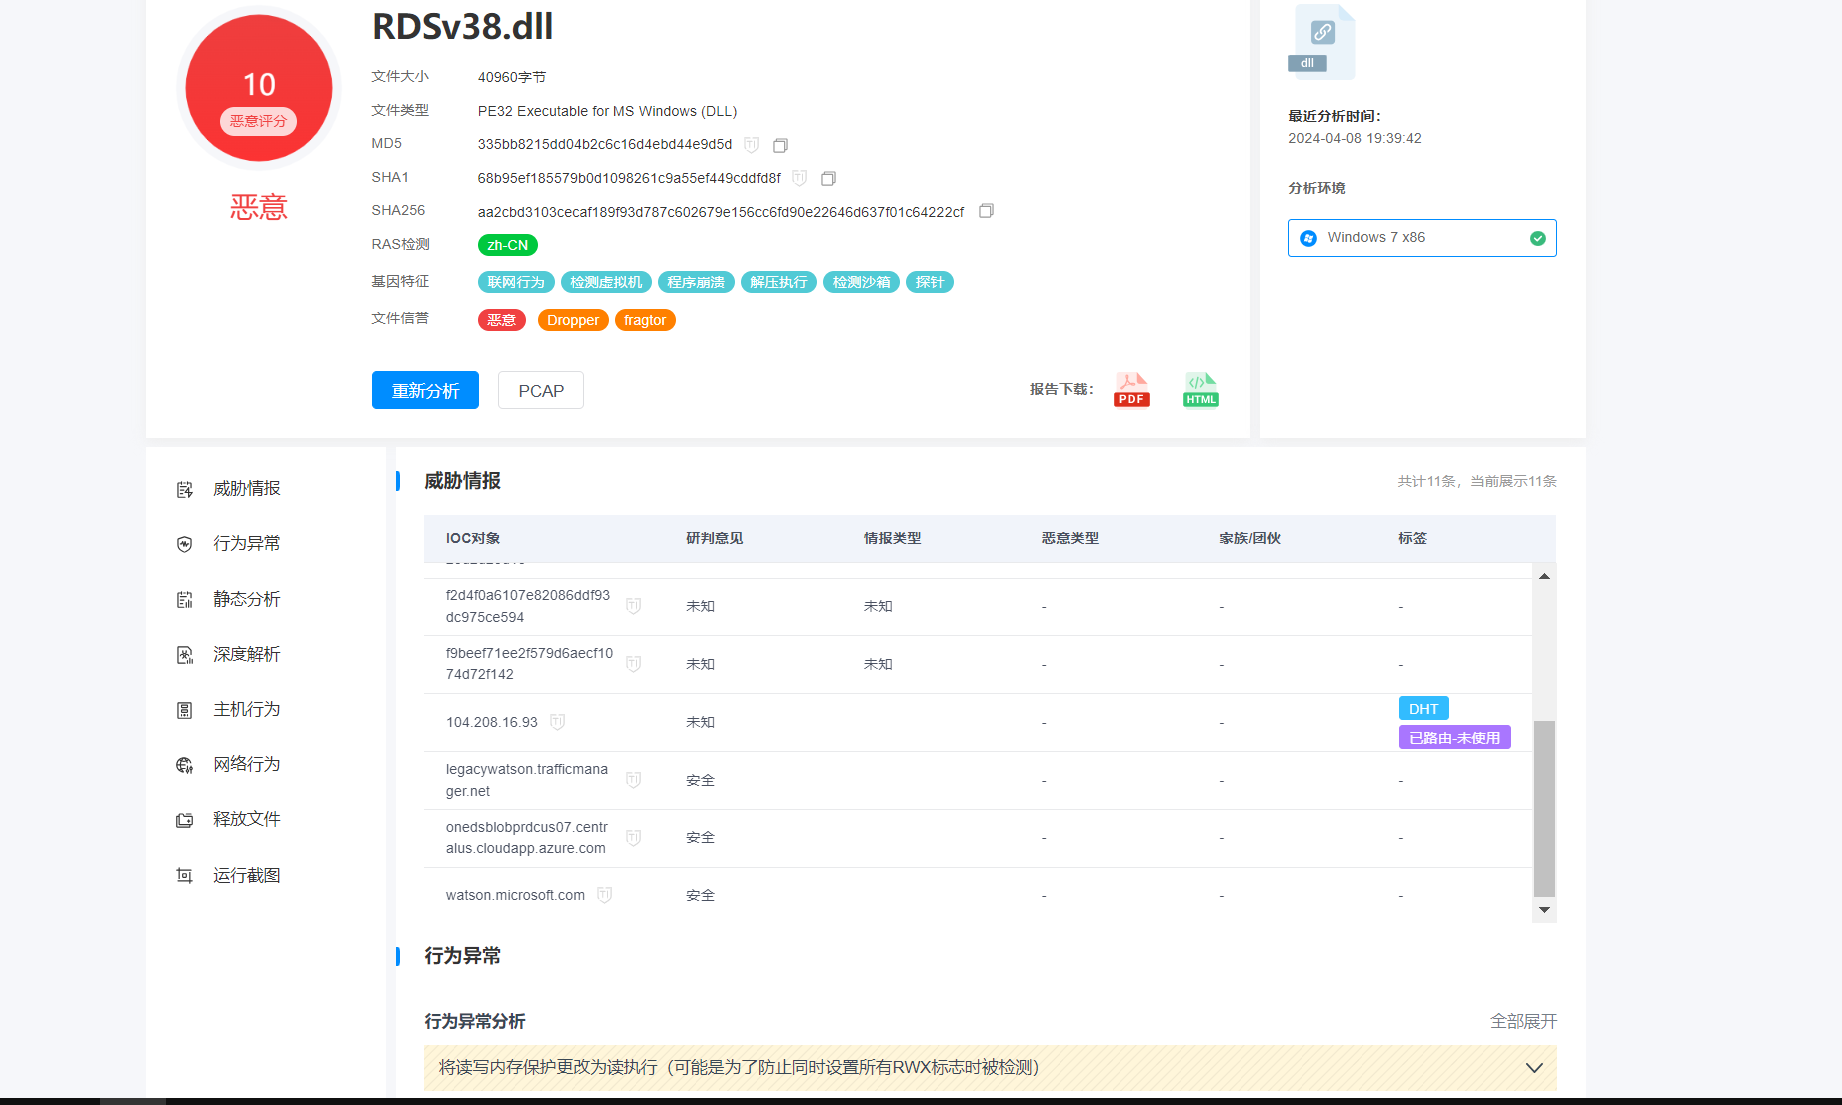 RDSv38.dll
10
恶意评分
恶意
文件大小 40960字节
文件类型 PE32 Executable for MS Windows (DLL)
MD5 335bb8215dd04b2c6c16d4ebd44e9d5d
SHA1 68b95ef185579b0d1098261c9a55ef449cddfd8f
SHA256 aa2cbd3103cecaf189f93d787c602679e156cc6fd90e22646d637f01c64222cf
RAS检测 zh-CN
基因特征 联网行为 检测虚拟机 程序崩溃 解压执行 检测沙箱 探针
文件信誉 恶意 Dropper fragtor
重新分析 PCAP 报告下载： PDF HTML
dll
最近分析时间：
2024-04-08 19:39:42
分析环境
Windows 7 x86
威胁情报
行为异常
静态分析
深度解析
主机行为
网络行为
释放文件
运行截图
威胁情报 共计11条，当前展示11条
IOC对象 研判意见 情报类型 恶意类型 家族/团伙 标签
f2d4f0a6107e82086ddf93
dc975ce594 未知 未知 - - -
f9beef71ee2f579d6aecf10
74d72f142 未知 未知 - - -
104.208.16.93 未知 - - DHT
已路由-未使用
legacywatson.trafficmana
ger.net 安全 - - -
onedsblobprdcus07.centr
alus.cloudapp.azure.com 安全 - - -
watson.microsoft.com 安全 - - -
行为异常
行为异常分析 全部展开
将读写内存保护更改为读执行（可能是为了防止同时设置所有RWX标志时被检测）